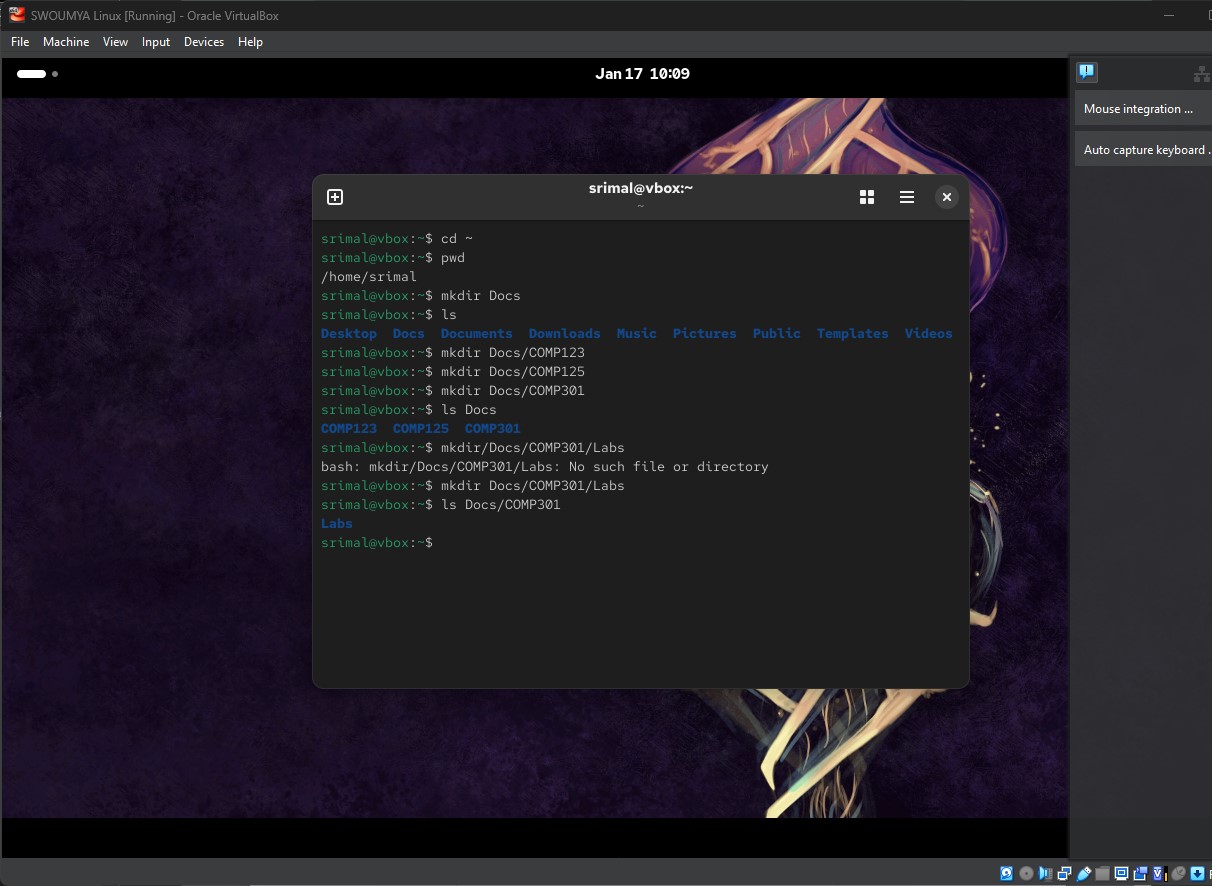 SWOUMYA Linux [Running] - Oracle VirtualBox
File Machine View Input Devices Help
Jan 17 10:09
Mouse integration ...
Auto capture keyboard .
srimal@vbox:~
~
srimal@vbox:~$ cd ~
srimal@vbox:~$ pwd
/home/srimal
srimal@vbox:~$ mkdir Docs
srimal@vbox:~$ ls
Desktop Docs Documents Downloads Music Pictures Public Templates Videos
srimal@vbox:~$ mkdir Docs/COMP123
srimal@vbox:~$ mkdir Docs/COMP125
srimal@vbox:~$ mkdir Docs/COMP301
srimal@vbox:~$ ls Docs
COMP123 COMP125 COMP301
srimal@vbox:~$ mkdir/Docs/COMP301/Labs
bash: mkdir/Docs/COMP301/Labs: No such file or directory
srimal@vbox:~$ mkdir Docs/COMP301/Labs
srimal@vbox:~$ ls Docs/COMP301
Labs
srimal@vbox:~$